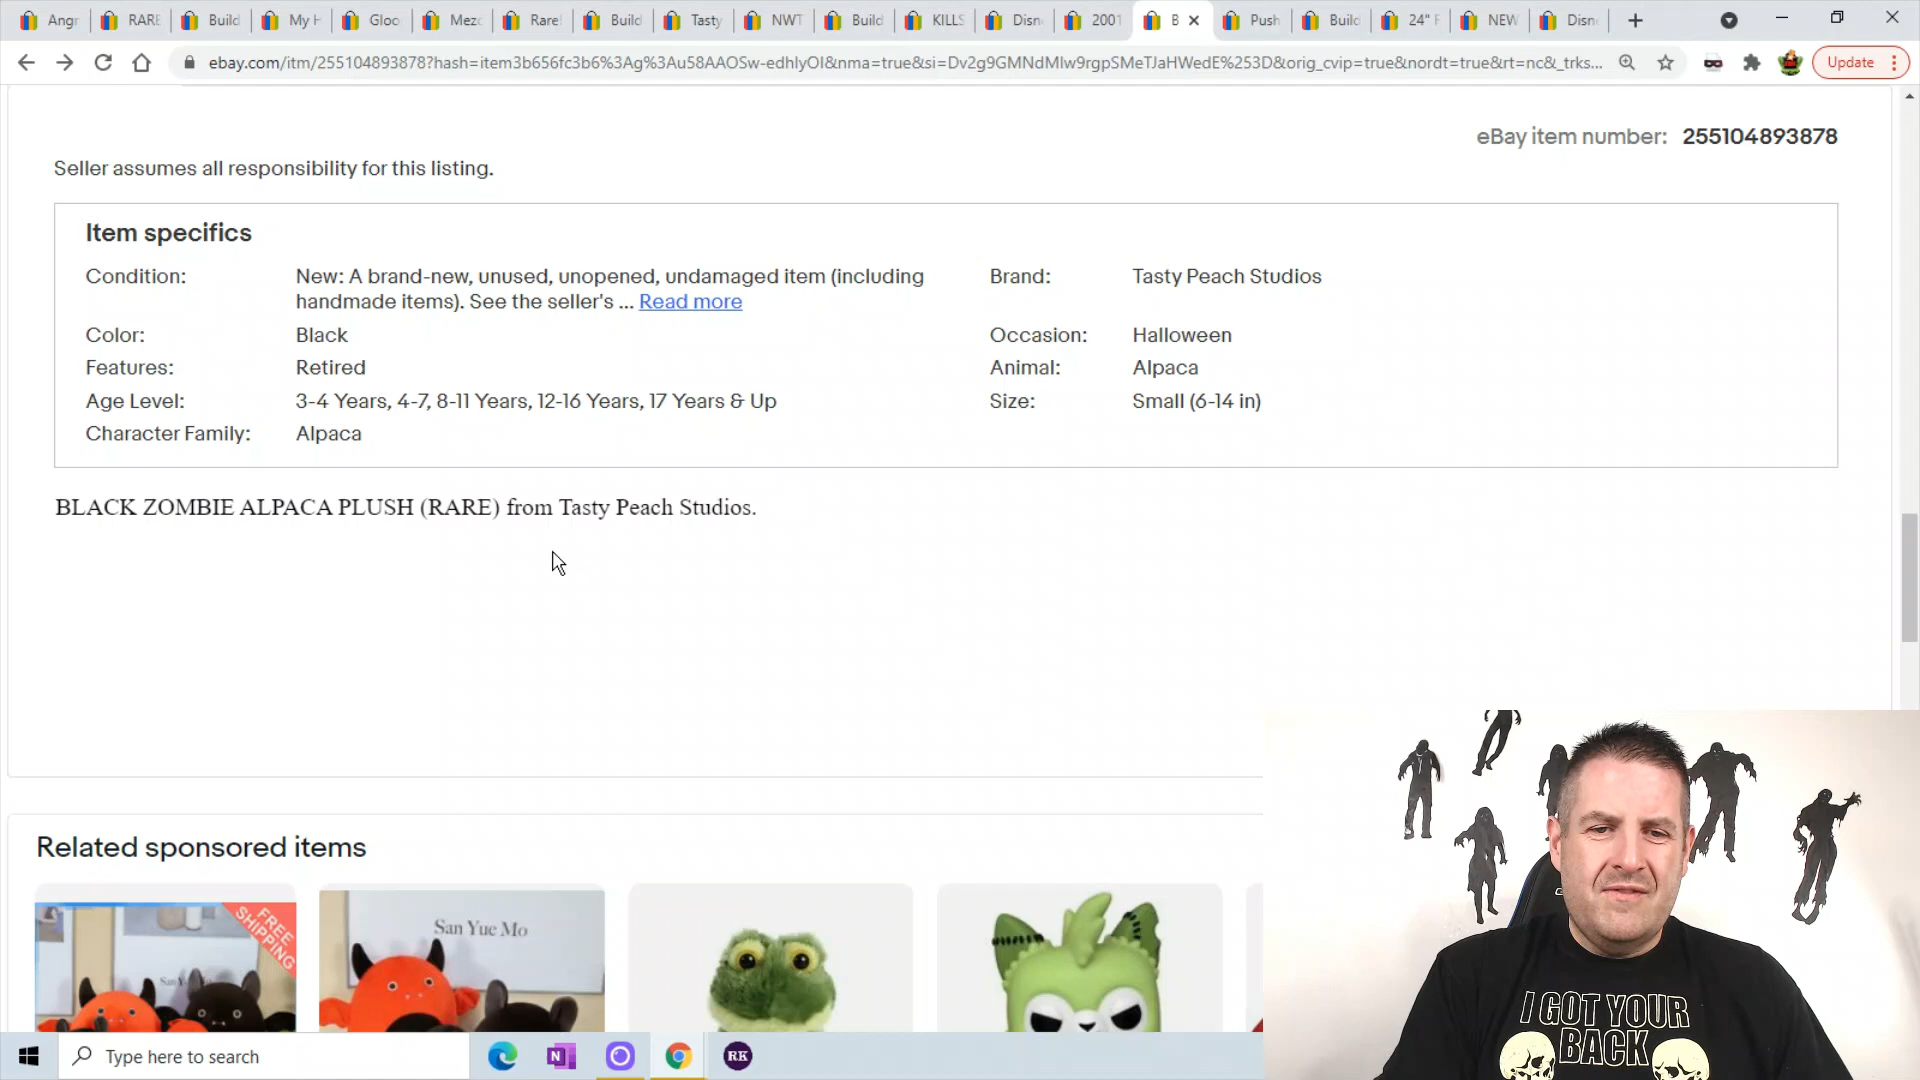 Angr RARE Build My H Gloo Mezc Rare! Build Tasty NWT Build KILLS Disn 2001 B Push Build 24" F NEW Disn
ebay.com/itm/255104893878?hash=item3b656fc3b6%3Ag%3Au58AAOSw-edhlyOI&nma=true&si=Dv2g9GMNdMlw9rgpSMeTJaHWedE%253D&orig_cvip=true&nordt=true&rt=nc&_trks...
Update
eBay item number: 255104893878
Seller assumes all responsibility for this listing.
Item specifics
Condition: New: A brand-new, unused, unopened, undamaged item (including handmade items). See the seller's ... Read more Brand: Tasty Peach Studios
Color: Black Occasion: Halloween
Features: Retired Animal: Alpaca
Age Level: 3-4 Years, 4-7, 8-11 Years, 12-16 Years, 17 Years & Up Size: Small (6-14 in)
Character Family: Alpaca
BLACK ZOMBIE ALPACA PLUSH (RARE) from Tasty Peach Studios.
Related sponsored items
FREE SHIPPING
San Yue Mo
I GOT YOUR
BACK
Type here to search
N
RK